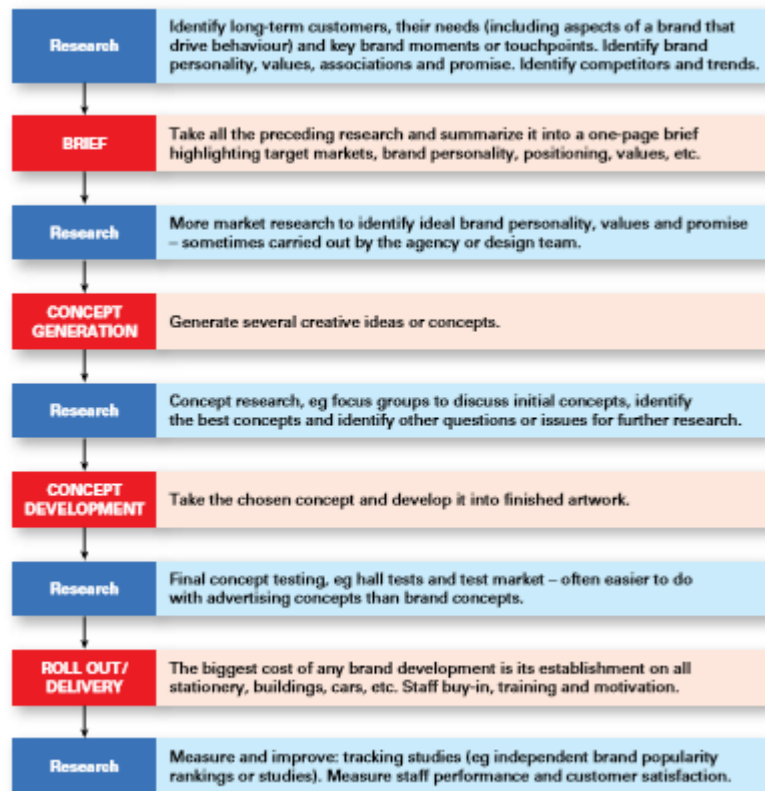 Research
Identify long-term customers, their needs (including aspects of a brand that
drive behaviour) and key brand moments or touchpoints. Identify brand
personality, values, associations and promise. Identify competitors and trends.
BRIEF
Take all the preceding research and summarize it into a one-page brief
highlighting target markets, brand personality, positioning, values, etc.
Research
More market research to identify ideal brand personality, values and promise
– sometimes carried out by the agency or design team.
CONCEPT
GENERATION
Generate several creative ideas or concepts.
Research
Concept research, eg focus groups to discuss initial concepts, identify
the best concepts and identify other questions or issues for further research.
CONCEPT
DEVELOPMENT
Take the chosen concept and develop it into finished artwork.
Research
Final concept testing, eg hall tests and test market – often easier to do
with advertising concepts than brand concepts.
ROLL OUT/
DELIVERY
The biggest cost of any brand development is its establishment on all
stationery, buildings, cars, etc. Staff buy-in, training and motivation.
Research
Measure and improve: tracking studies (eg independent brand popularity
rankings or studies). Measure staff performance and customer satisfaction.